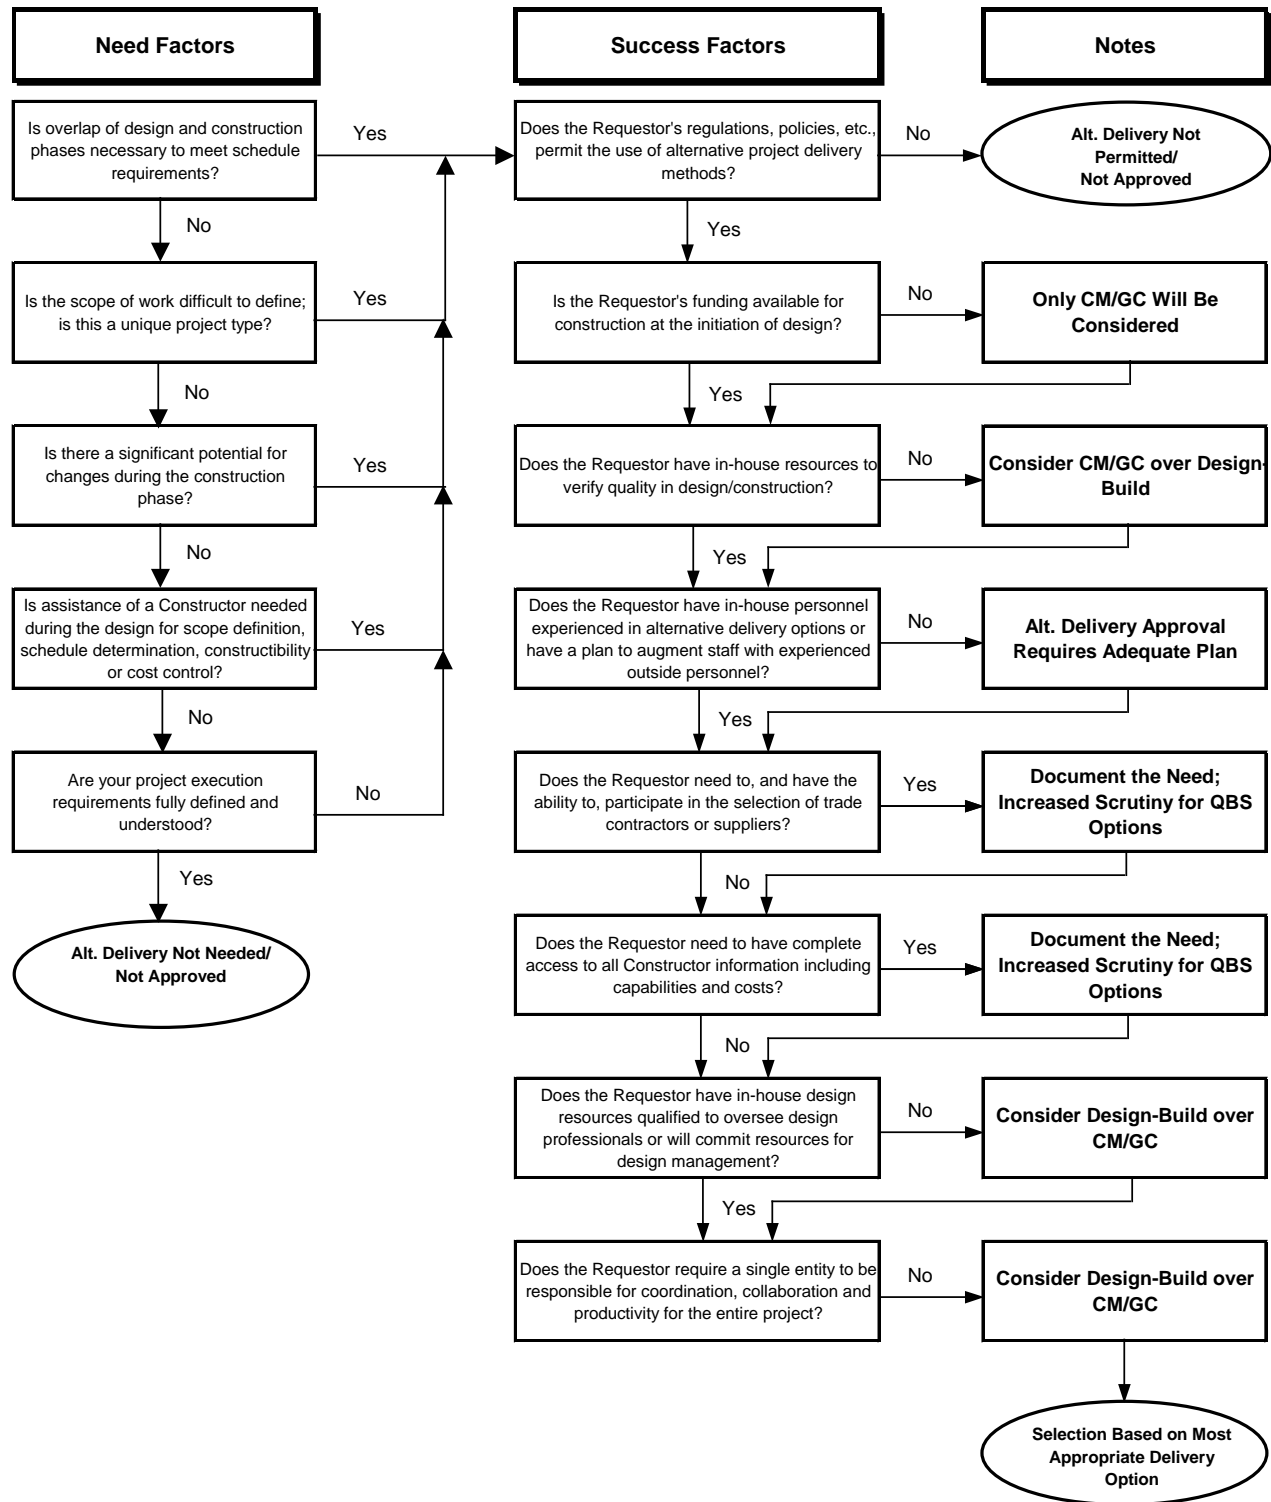 Need Factors
Success Factors
Notes
Is overlap of design and construction
phases necessary to meet schedule
requirements?
Yes
Does the Requestor's regulations, policies, etc.,
permit the use of alternative project delivery
methods?
No
Alt. Delivery Not
Permitted/
Not Approved
No
Yes
Is the scope of work difficult to define;
is this a unique project type?
Yes
Is the Requestor's funding available for
construction at the initiation of design?
No
Only CM/GC Will Be
Considered
No
Yes
Is there a significant potential for
changes during the construction
phase?
Yes
Does the Requestor have in-house resources to
verify quality in design/construction?
No
Consider CM/GC over Design-
Build
No
Yes
Is assistance of a Constructor needed
during the design for scope definition,
schedule determination, constructibility
or cost control?
Yes
Does the Requestor have in-house personnel
experienced in alternative delivery options or
have a plan to augment staff with experienced
outside personnel?
No
Alt. Delivery Approval
Requires Adequate Plan
No
Yes
Are your project execution
requirements fully defined and
understood?
No
Does the Requestor need to, and have the
ability to, participate in the selection of trade
contractors or suppliers?
Yes
Document the Need;
Increased Scrutiny for QBS
Options
Yes
No
Alt. Delivery Not Needed/
Not Approved
Does the Requestor need to have complete
access to all Constructor information including
capabilities and costs?
Yes
Document the Need;
Increased Scrutiny for QBS
Options
No
Does the Requestor have in-house design
resources qualified to oversee design
professionals or will commit resources for
design management?
No
Consider Design-Build over
CM/GC
Yes
Does the Requestor require a single entity to be
responsible for coordination, collaboration and
productivity for the entire project?
No
Consider Design-Build over
CM/GC
Selection Based on Most
Appropriate Delivery
Option